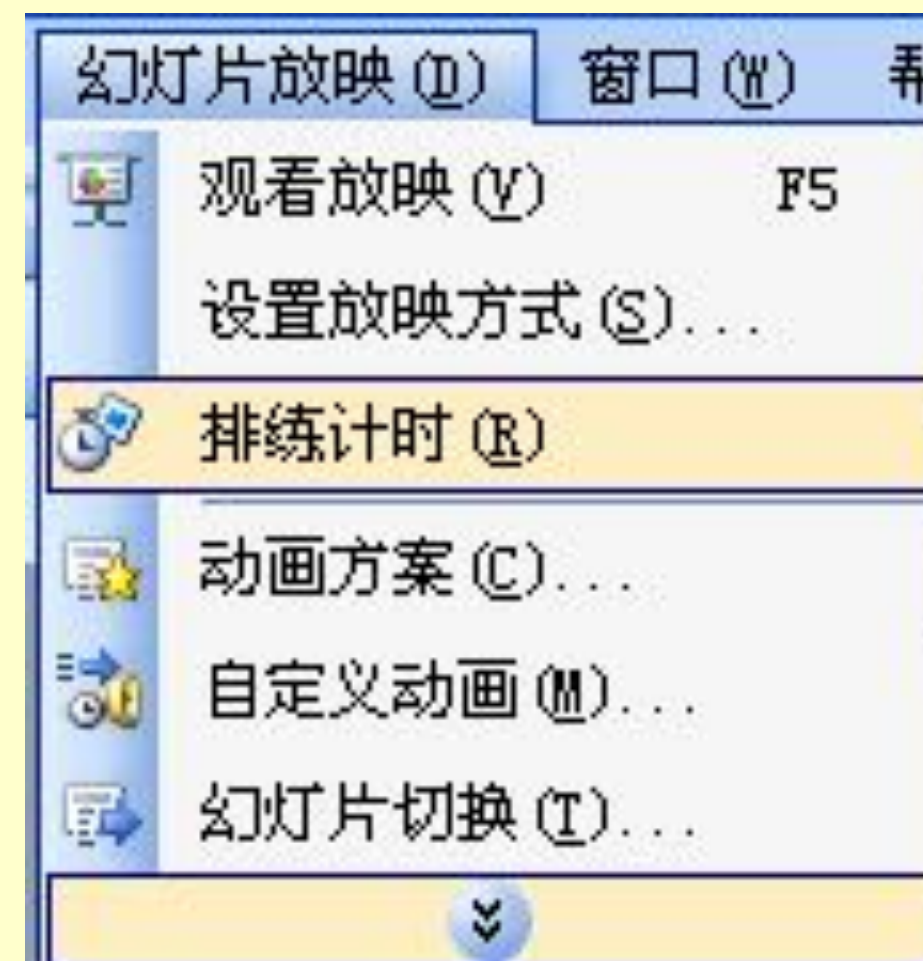 幻灯片放映(D) 窗口(W)
观看放映(V) F5
设置放映方式(S)...
排练计时(R)
动画方案(C)...
自定义动画(M)...
幻灯片切换(T)...